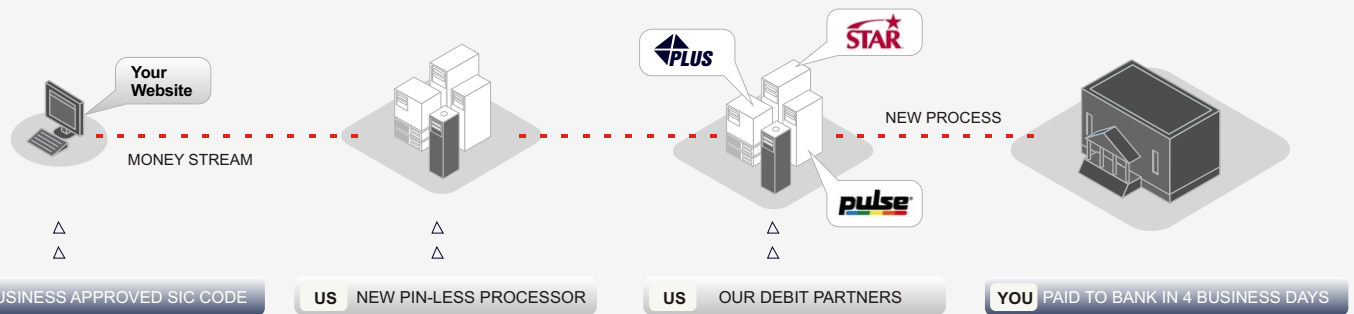 Your
Website
PLUS
STAR
NEW PROCESS
MONEY STREAM
pulse
BUSINESS APPROVED SIC CODE
US NEW PIN-LESS PROCESSOR
US OUR DEBIT PARTNERS
YOU PAID TO BANK IN 4 BUSINESS DAYS